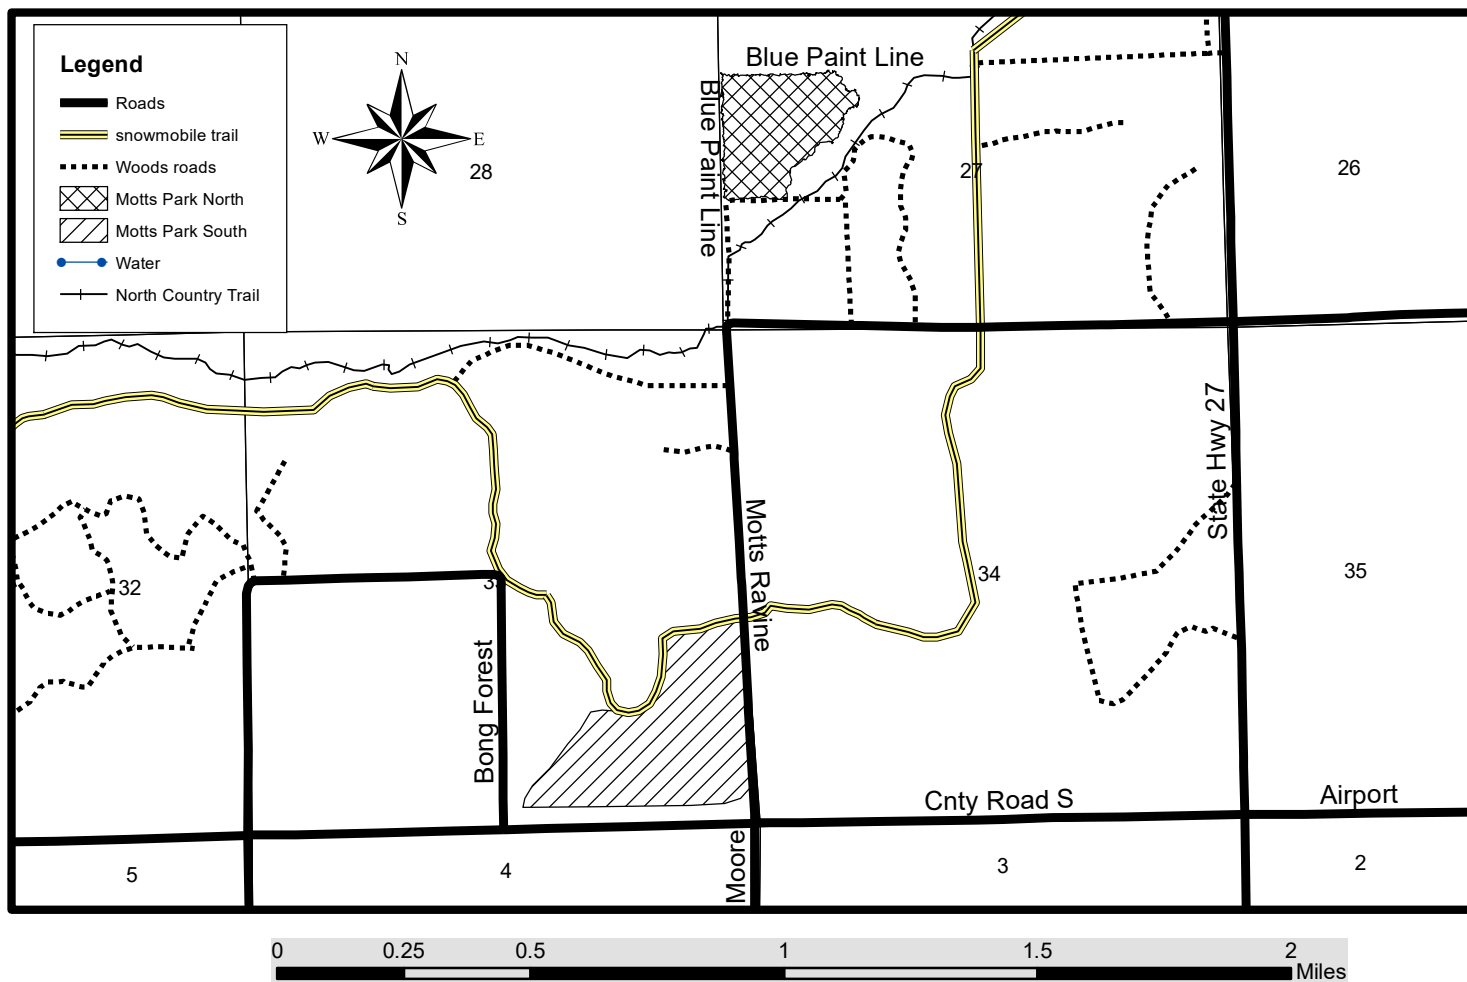 Legend
Roads
snowmobile trail
Woods roads
Motts Park North
Motts Park South
Water
North Country Trail
N
W
E
S
Blue Paint Line
Blue Paint Line
28
27
26
State Hwy 27
Motts Ravine
32
34
35
Bong Forest
Cnty Road S
Airport
Moore
5
4
3
2
0 0.25 0.5 1 1.5 2
Miles